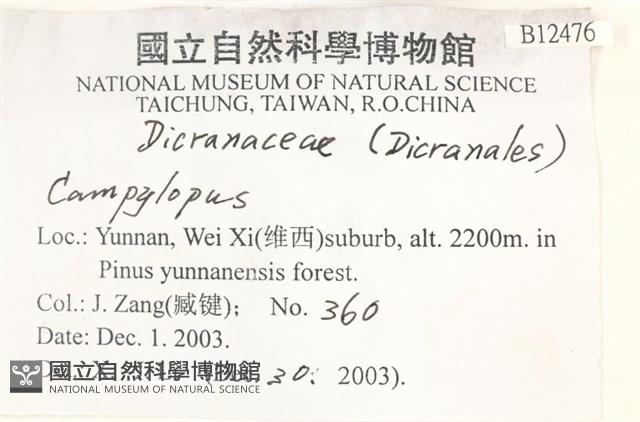 B12476
國立自然科學博物館
NATIONAL MUSEUM OF NATURAL SCIENCE
TAICHUNG, TAIWAN, R.O.CHINA
Dicranaceae (Dicranales)
Campylopus
Loc.: Yunnan, Wei Xi(维西)suburb, alt. 2200m. in
Pinus yunnanensis forest.
Col.: J. Zang(臧键); No. 360
Date: Dec. 1. 2003.
30. 2003).
國立自然科學博物館
NATIONAL MUSEUM OF NATURAL SCIENCE